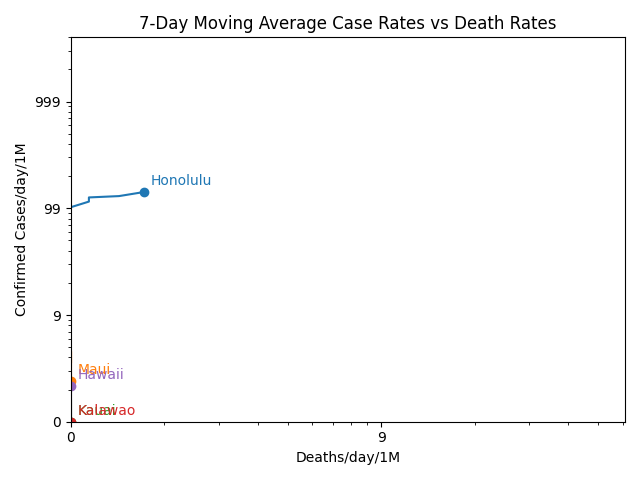 7-Day Moving Average Case Rates vs Death Rates
999
99
9
0
Confirmed Cases/day/1M
Honolulu
Maui
Hawaii
Kauai
Kalawao
0
9
Deaths/day/1M